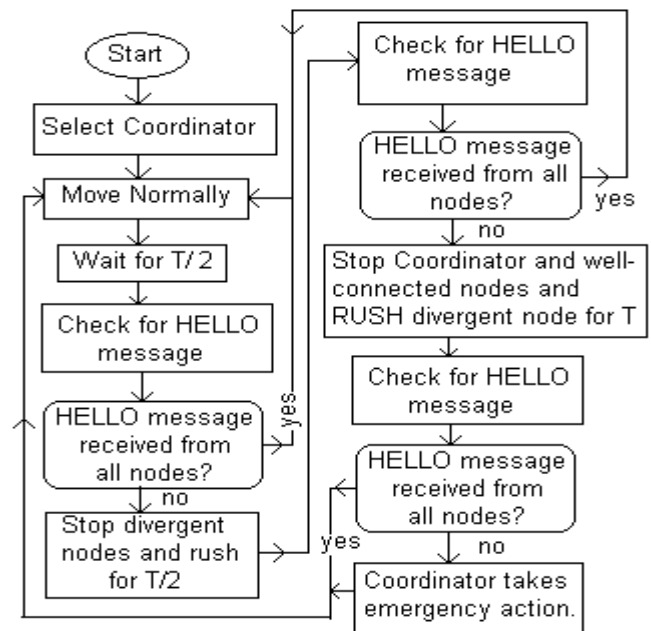 Start
Select Coordinator
Move Normally
Wait for T/2
Check for HELLO
message
HELLO message
received from
all nodes?
yes
no
Stop divergent
nodes and rush
for T/2
Check for HELLO
message
HELLO message
received from all
nodes?
yes
no
Stop Coordinator and well-
connected nodes and
RUSH divergent node for T
Check for HELLO
message
HELLO message
received from
all nodes?
yes
no
Coordinator takes
emergency action.